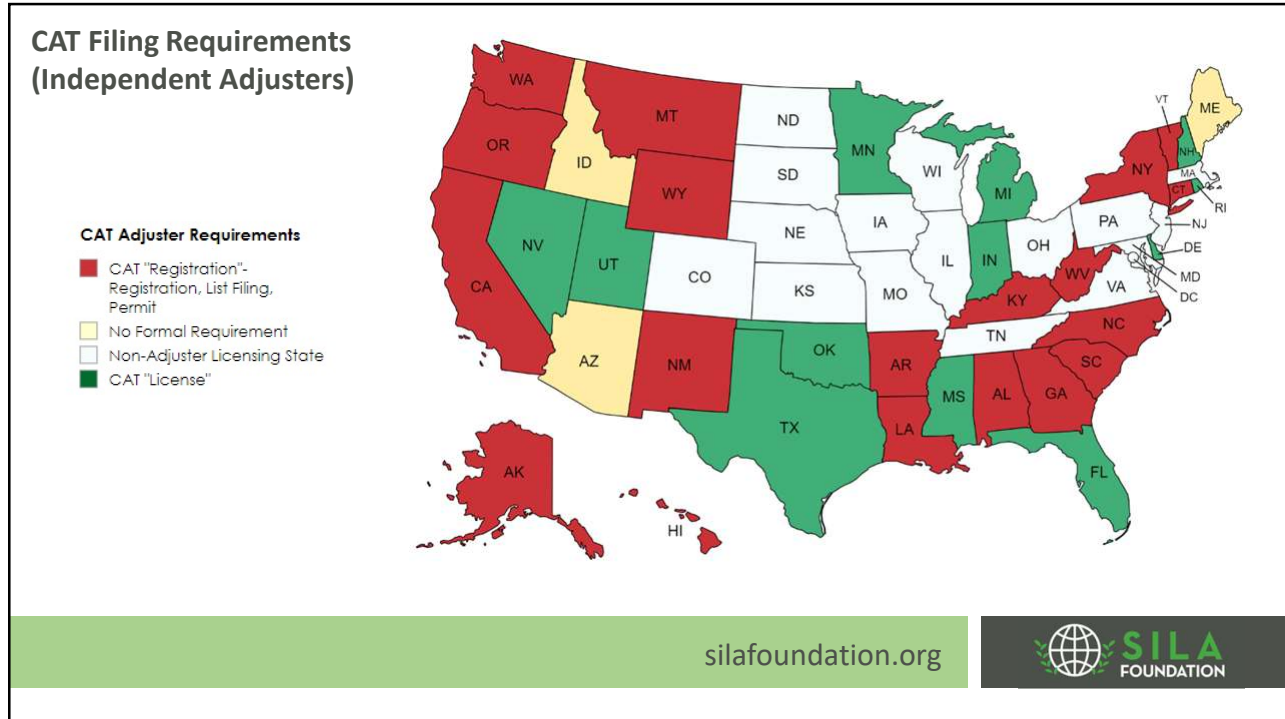 CAT Filing Requirements
(Independent Adjusters)
CAT Adjuster Requirements
CAT "Registration"-
Registration, List Filing,
Permit
No Formal Requirement
Non-Adjuster Licensing State
CAT "License"
WA
OR
CA
ID
NV
AZ
MT
WY
UT
NM
CO
ND
SD
NE
KS
OK
TX
MN
IA
MO
AR
LA
WI
IL
MI
IN
OH
KY
TN
MS
AL
GA
FL
SC
NC
VA
WV
PA
NY
VT
NH
ME
MA
CT
RI
NJ
DE
MD
DC
AK
HI
silafoundation.org
SILA
FOUNDATION